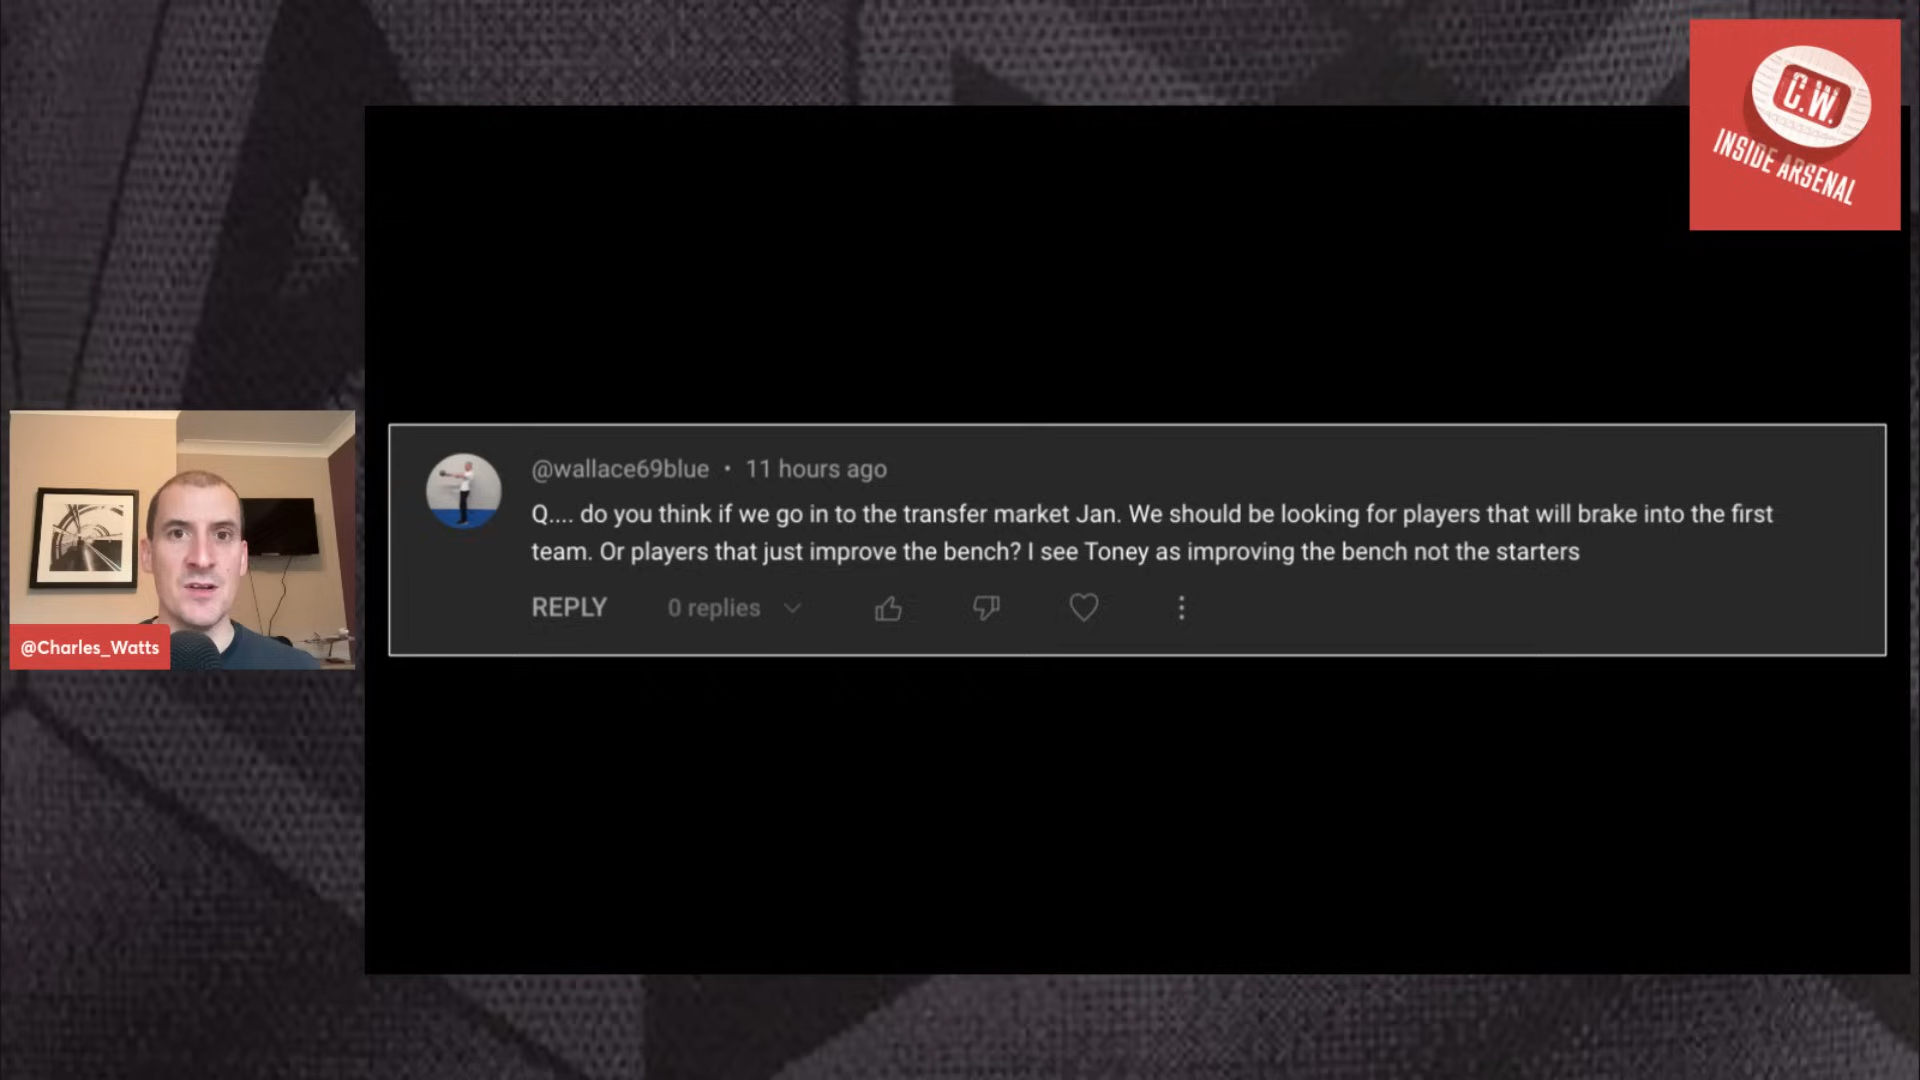 C.W.
INSIDE ARSENAL
@wallace69blue • 11 hours ago
Q.... do you think if we go in to the transfer market Jan. We should be looking for players that will brake into the first
team. Or players that just improve the bench? I see Toney as improving the bench not the starters
REPLY 0 replies
@Charles_Watts